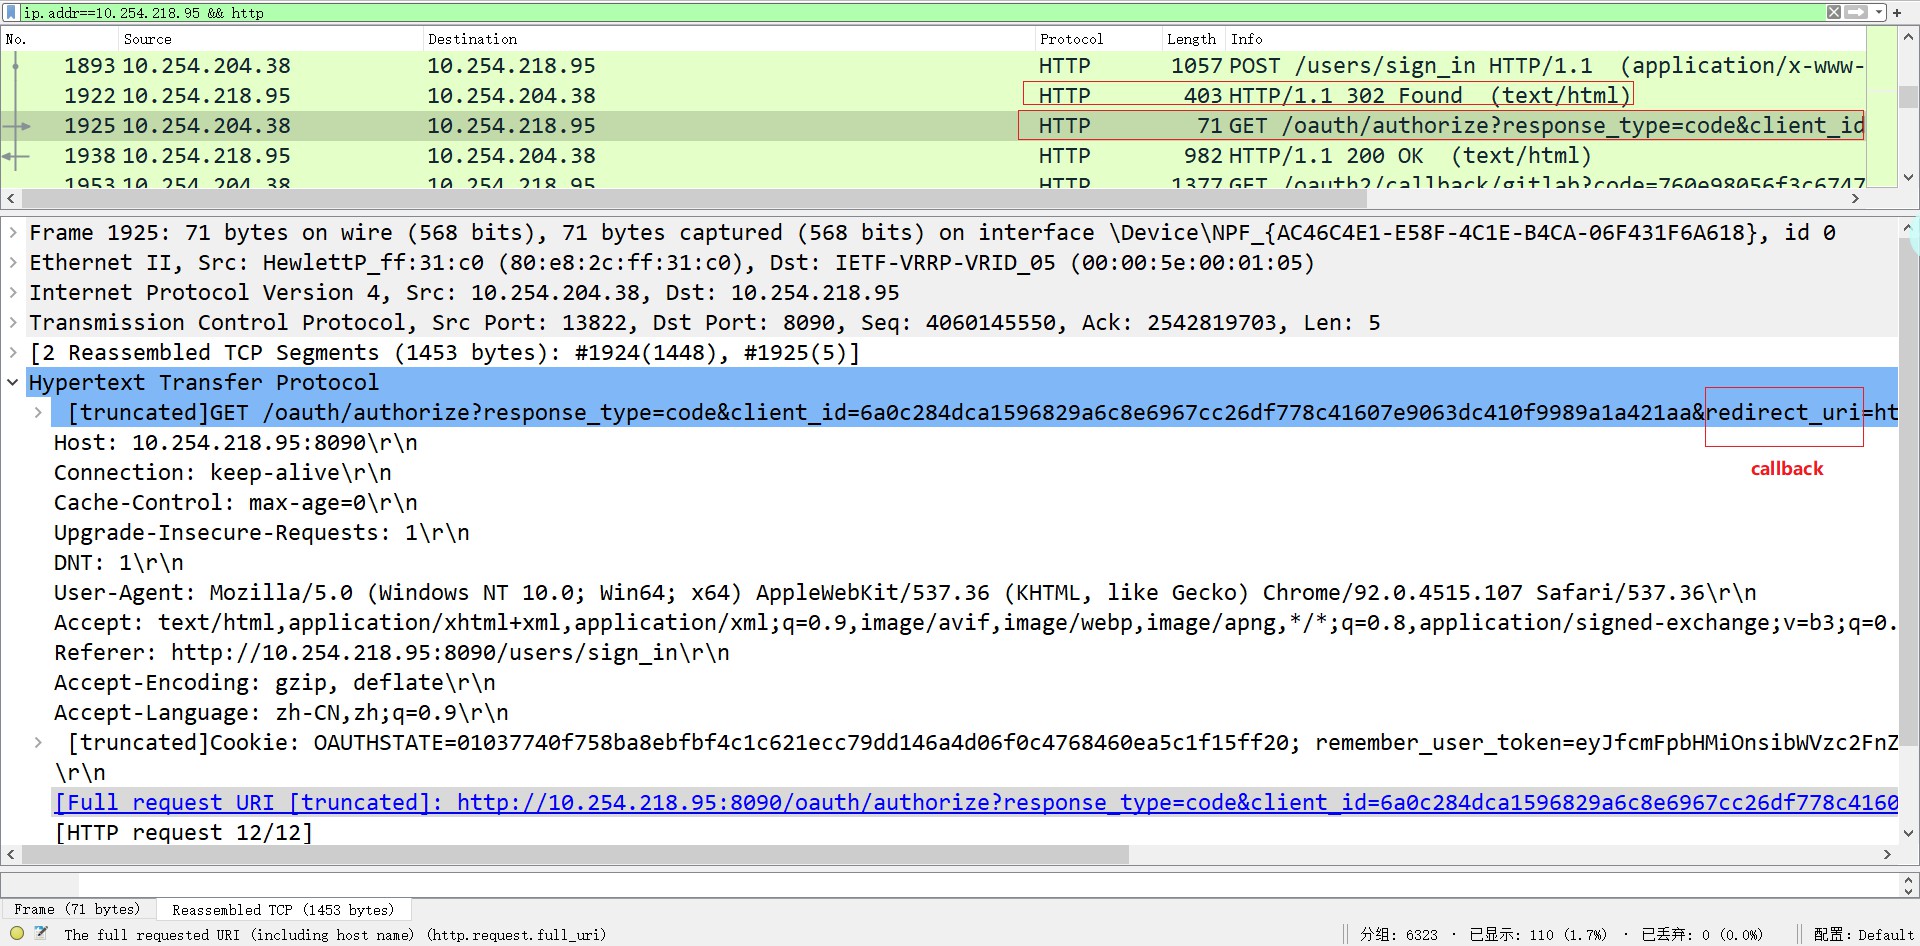 ip.addr==10.254.218.95 && http
No. Source Destination Protocol Length Info
1893 10.254.204.38 10.254.218.95 HTTP 1057 POST /users/sign_in HTTP/1.1  (application/x-www-
1922 10.254.218.95 10.254.204.38 HTTP 403 HTTP/1.1 302 Found  (text/html)
1925 10.254.204.38 10.254.218.95 HTTP 71 GET /oauth/authorize?response_type=code&client_id
1938 10.254.218.95 10.254.204.38 HTTP 982 HTTP/1.1 200 OK  (text/html)
1953 10.254.204.38 10.254.218.95 HTTP 1377 GET /oauth2/callback/gitlab?code=760e98056f3c6747
Frame 1925: 71 bytes on wire (568 bits), 71 bytes captured (568 bits) on interface \Device\NPF_{AC46C4E1-E58F-4C1E-B4CA-06F431F6A618}, id 0
Ethernet II, Src: HewlettP_ff:31:c0 (80:e8:2c:ff:31:c0), Dst: IETF-VRRP-VRID_05 (00:00:5e:00:01:05)
Internet Protocol Version 4, Src: 10.254.204.38, Dst: 10.254.218.95
Transmission Control Protocol, Src Port: 13822, Dst Port: 8090, Seq: 4060145550, Ack: 2542819703, Len: 5
[2 Reassembled TCP Segments (1453 bytes): #1924(1448), #1925(5)]
Hypertext Transfer Protocol
[truncated]GET /oauth/authorize?response_type=code&client_id=6a0c284dca1596829a6c8e6967cc26df778c41607e9063dc410f9989a1a421aa&redirect_uri=ht
Host: 10.254.218.95:8090\r\n
Connection: keep-alive\r\n
callback
Cache-Control: max-age=0\r\n
Upgrade-Insecure-Requests: 1\r\n
DNT: 1\r\n
User-Agent: Mozilla/5.0 (Windows NT 10.0; Win64; x64) AppleWebKit/537.36 (KHTML, like Gecko) Chrome/92.0.4515.107 Safari/537.36\r\n
Accept: text/html,application/xhtml+xml,application/xml;q=0.9,image/avif,image/webp,image/apng,*/*;q=0.8,application/signed-exchange;v=b3;q=0.
Referer: http://10.254.218.95:8090/users/sign_in\r\n
Accept-Encoding: gzip, deflate\r\n
Accept-Language: zh-CN,zh;q=0.9\r\n
[truncated]Cookie: OAUTHSTATE=01037740f758ba8ebfbf4c1c621ecc79dd146a4d06f0c4768460ea5c1f15ff20; remember_user_token=eyJfcmFpbHMiOnsibWVzc2FnZ
\r\n
[Full request URI [truncated]: http://10.254.218.95:8090/oauth/authorize?response_type=code&client_id=6a0c284dca1596829a6c8e6967cc26df778c4160
[HTTP request 12/12]
Frame (71 bytes) Reassembled TCP (1453 bytes)
The full requested URI (including host name) (http.request.full_uri) 分组: 6323 · 已显示: 110 (1.7%) · 已丢弃: 0 (0.0%) 配置: Default